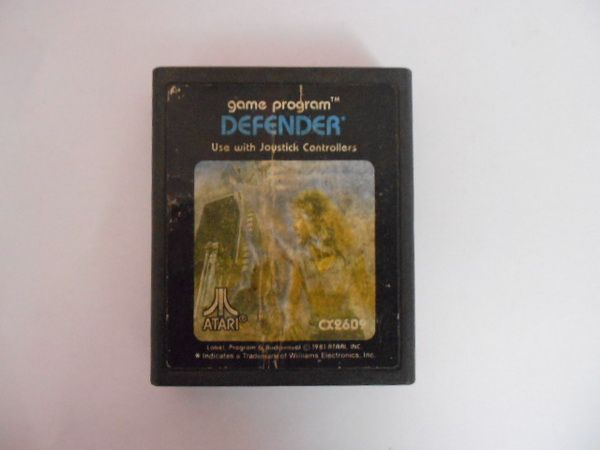 game program™
DEFENDER*
Use with Joystick Controllers
ATARI®
CX2609
Label, Program & Audiovisual © 1981 ATARI, INC.
* Indicates a Trademark of Williams Electronics, Inc.